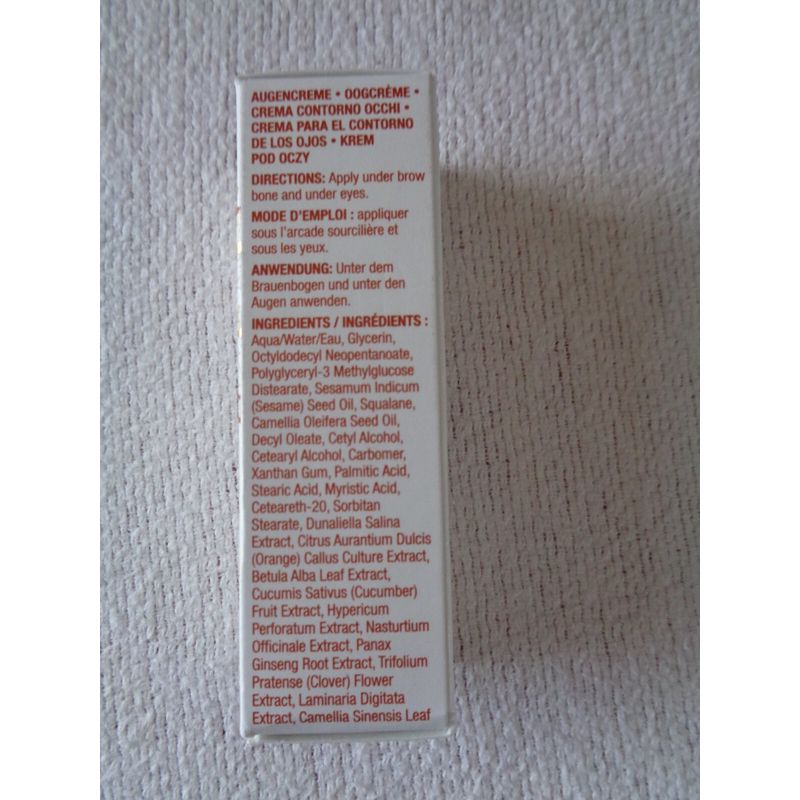 AUGENCREME • OOGCRÈME •
CREMA CONTORNO OCCHI •
CREMA PARA EL CONTORNO
DE LOS OJOS • KREM
POD OCZY
DIRECTIONS: Apply under brow
bone and under eyes.
MODE D'EMPLOI : appliquer
sous l'arcade sourcilière et
sous les yeux.
ANWENDUNG: Unter dem
Brauenbogen und unter den
Augen anwenden.
INGREDIENTS / INGRÉDIENTS :
Aqua/Water/Eau, Glycerin,
Octyldodecyl Neopentanoate,
Polyglyceryl-3 Methylglucose
Distearate, Sesamum Indicum
(Sesame) Seed Oil, Squalane,
Camellia Oleifera Seed Oil,
Decyl Oleate, Cetyl Alcohol,
Cetearyl Alcohol, Carbomer,
Xanthan Gum, Palmitic Acid,
Stearic Acid, Myristic Acid,
Ceteareth-20, Sorbitan
Stearate, Dunaliella Salina
Extract, Citrus Aurantium Dulcis
(Orange) Callus Culture Extract,
Betula Alba Leaf Extract,
Cucumis Sativus (Cucumber)
Fruit Extract, Hypericum
Perforatum Extract, Nasturtium
Officinale Extract, Panax
Ginseng Root Extract, Trifolium
Pratense (Clover) Flower
Extract, Laminaria Digitata
Extract, Camellia Sinensis Leaf